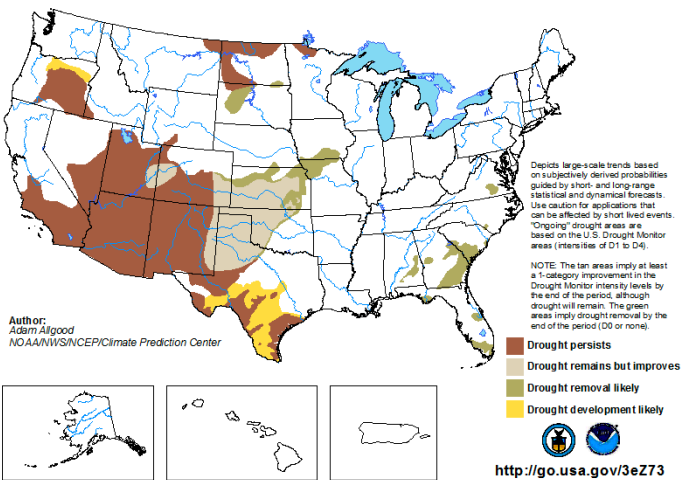 Depicts large-scale trends based
on subjectively derived probabilities
guided by short- and long-range
statistical and dynamical forecasts.
Use caution for applications that
can be affected by short lived events.
"Ongoing" drought areas are
based on the U.S. Drought Monitor
areas (intensities of D1 to D4).
NOTE: The tan areas imply at least
a 1-category improvement in the
Drought Monitor intensity levels by
the end of the period, although
drought will remain. The green
areas imply drought removal by the
end of the period (D0 or none).
Author:
Adam Allgood
NOAA/NWS/NCEP/Climate Prediction Center
Drought persists
Drought remains but improves
Drought removal likely
Drought development likely
http://go.usa.gov/3eZ73